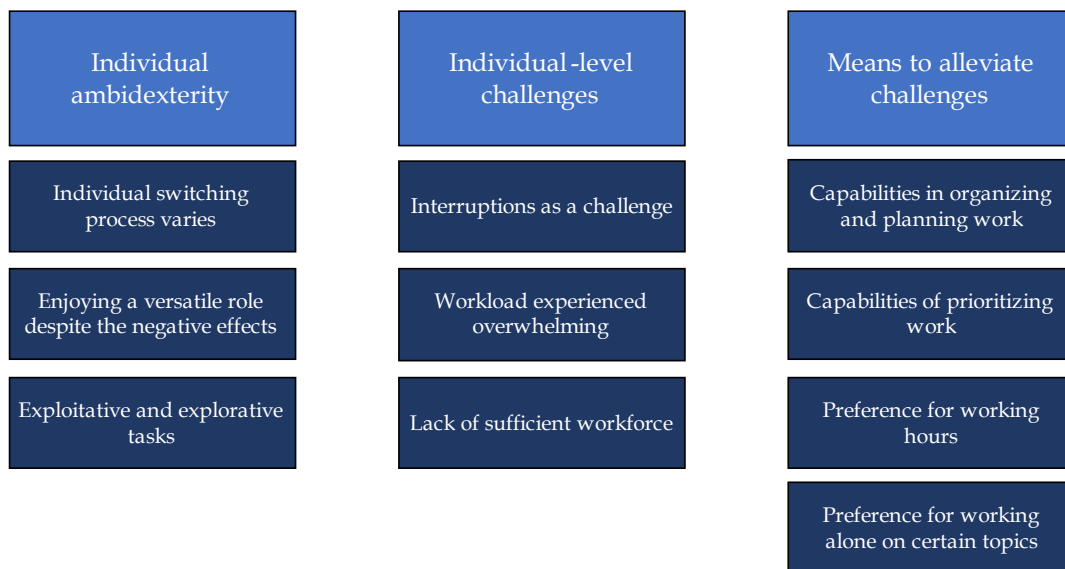 Individual
ambidexterity
Individual switching
process varies
Enjoying a versatile role
despite the negative effects
Exploitative and explorative
tasks
Individual-level
challenges
Interruptions as a challenge
Workload experienced
overwhelming
Lack of sufficient workforce
Means to alleviate
challenges
Capabilities in organizing
and planning work
Capabilities of prioritizing
work
Preference for working
hours
Preference for working
alone on certain topics